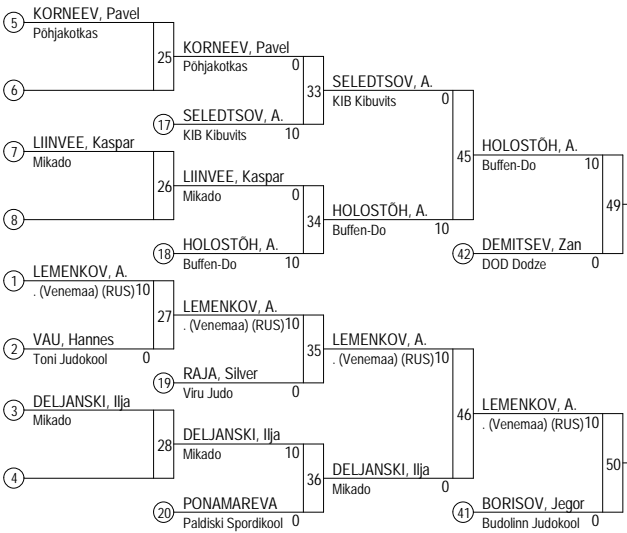 5 KORNEEV, Pavel
Põhjakotkas
25
6
KORNEEV, Pavel
Põhjakotkas 0
33
17 SELEDTSOV, A.
KIB Kibuvits 10
SELEDTSOV, A.
KIB Kibuvits 0
7 LIINVEE, Kaspar
Mikado
26
8
LIINVEE, Kaspar
Mikado 0
34
18 HOLOSTÕH, A.
Buffen-Do 10
HOLOSTÕH, A.
Buffen-Do 10
45
HOLOSTÕH, A.
Buffen-Do 10
49
42 DEMITSEV, Zan
DOD Dodze 0
1 LEMENKOV, A.
. (Venemaa) (RUS) 10
27
2 VAU, Hannes
Toni Judokool 0
LEMENKOV, A.
. (Venemaa) (RUS) 10
35
19 RAJA, Silver
Viru Judo 0
LEMENKOV, A.
. (Venemaa) (RUS) 10
3 DELJANSKI, Ilja
Mikado
28
4
DELJANSKI, Ilja
Mikado 10
36
20 PONAMAREVA
Paldiski Spordikool 0
DELJANSKI, Ilja
Mikado 0
46
LEMENKOV, A.
. (Venemaa) (RUS) 10
50
41 BORISOV, Jegor
Budolinn Judokool 0